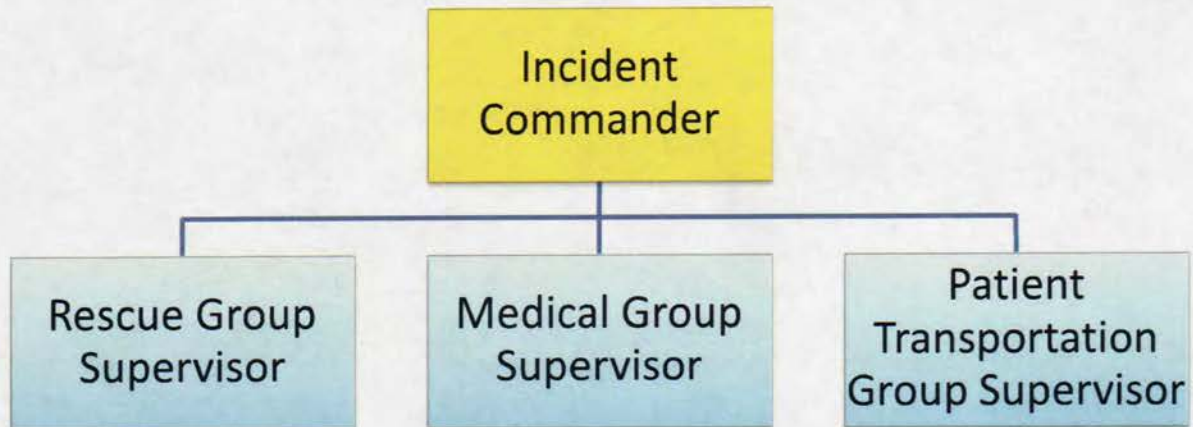 Incident
Commander
Rescue Group
Supervisor
Medical Group
Supervisor
Patient
Transportation
Group Supervisor